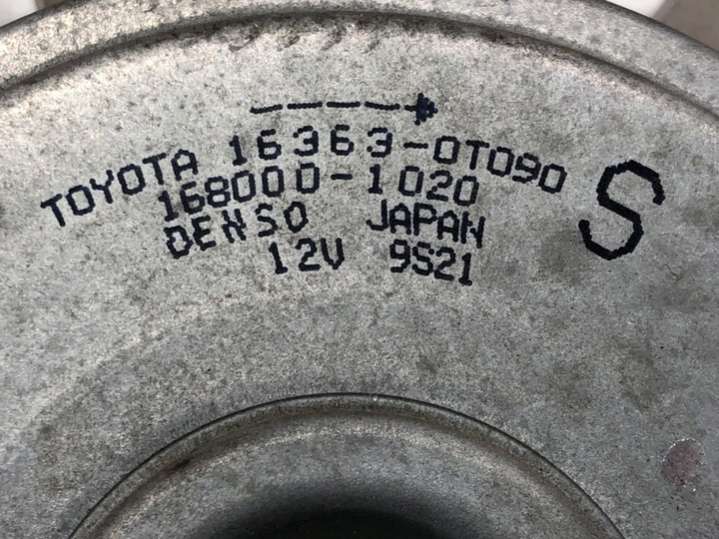 TOYOTA 16363-0T090
168000-1020
DENSO JAPAN
12V 9S21
S